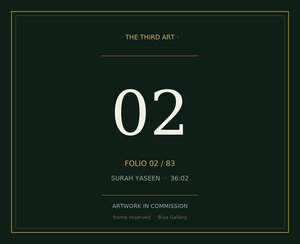 · THE THIRD ART ·
02
FOLIO 02 / 83
SURAH YASEEN · 36:02
ARTWORK IN COMMISSION
frame reserved · Biya Gallery